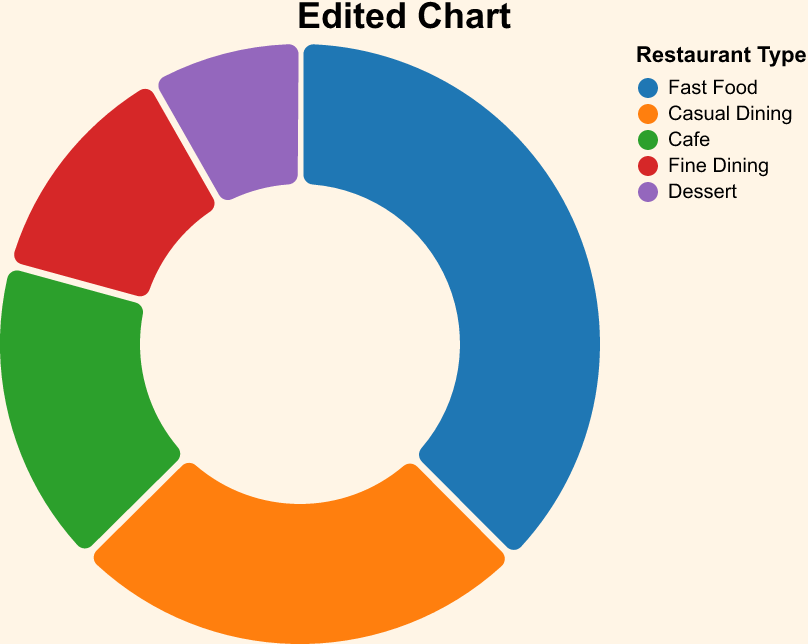 Edited Chart
Restaurant Type
Fast Food
Casual Dining
Cafe
Fine Dining
Dessert